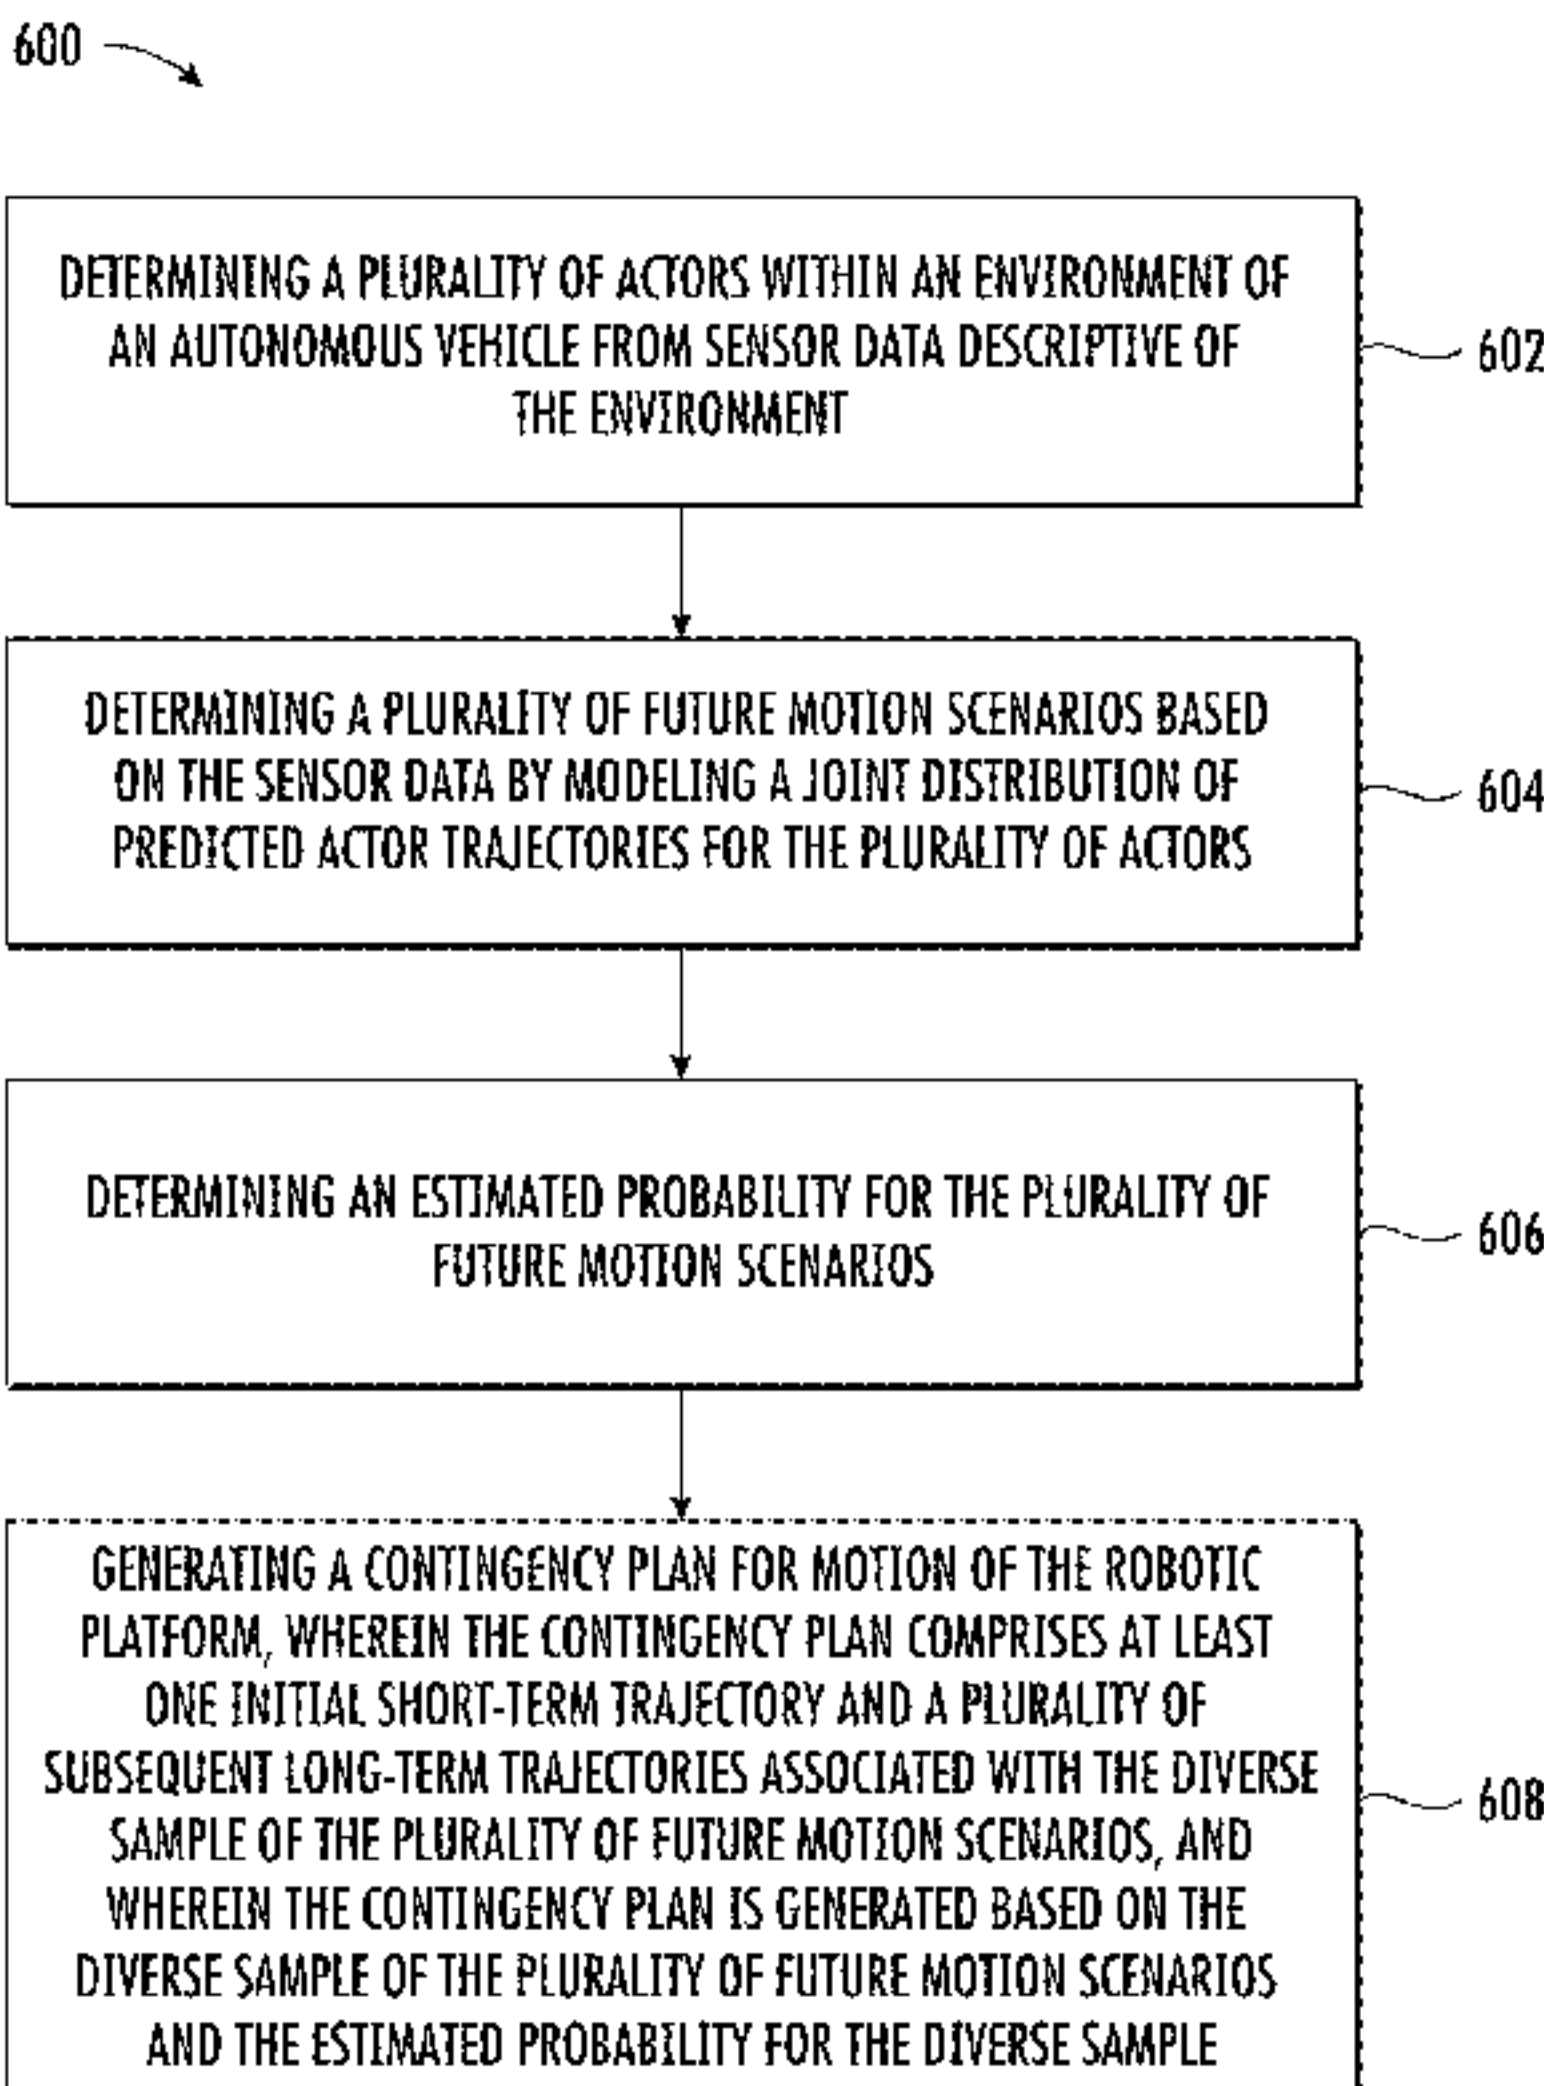 600
DETERMINING A PLURALITY OF ACTORS WITHIN AN ENVIRONMENT OF
AN AUTONOMOUS VEHICLE FROM SENSOR DATA DESCRIPTIVE OF
THE ENVIRONMENT
602
DETERMINING A PLURALITY OF FUTURE MOTION SCENARIOS BASED
ON THE SENSOR DATA BY MODELING A JOINT DISTRIBUTION OF
PREDICTED ACTOR TRAJECTORIES FOR THE PLURALITY OF ACTORS
604
DETERMINING AN ESTIMATED PROBABILITY FOR THE PLURALITY OF
FUTURE MOTION SCENARIOS
606
GENERATING A CONTINGENCY PLAN FOR MOTION OF THE ROBOTIC
PLATFORM, WHEREIN THE CONTINGENCY PLAN COMPRISES AT LEAST
ONE INITIAL SHORT-TERM TRAJECTORY AND A PLURALITY OF
SUBSEQUENT LONG-TERM TRAJECTORIES ASSOCIATED WITH THE DIVERSE
SAMPLE OF THE PLURALITY OF FUTURE MOTION SCENARIOS, AND
WHEREIN THE CONTINGENCY PLAN IS GENERATED BASED ON THE
DIVERSE SAMPLE OF THE PLURALITY OF FUTURE MOTION SCENARIOS
AND THE ESTIMATED PROBABILITY FOR THE DIVERSE SAMPLE
608